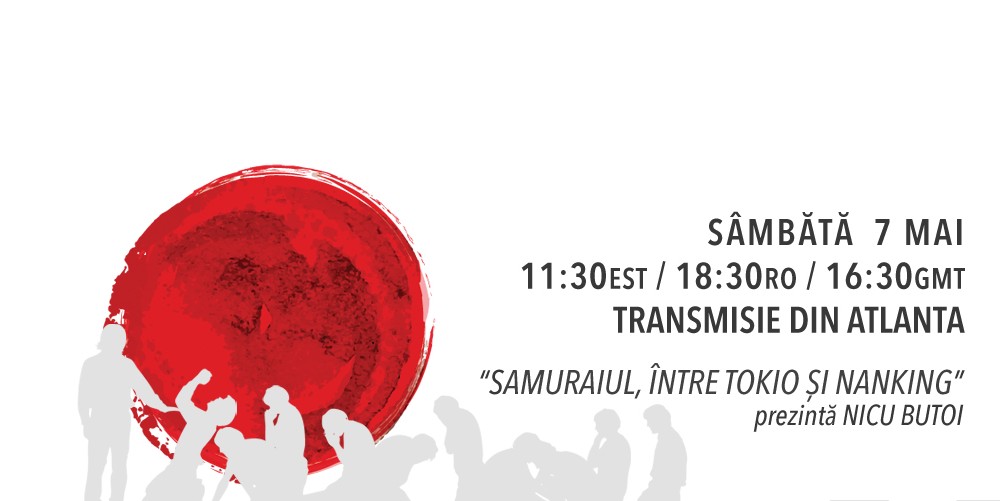 SÂMBĂTĂ 7 MAI
11:30EST / 18:30RO / 16:30GMT
TRANSMISIE DIN ATLANTA
"SAMURAIUL, ÎNTRE TOKIO ȘI NANKING"
prezintă NICU BUTOI